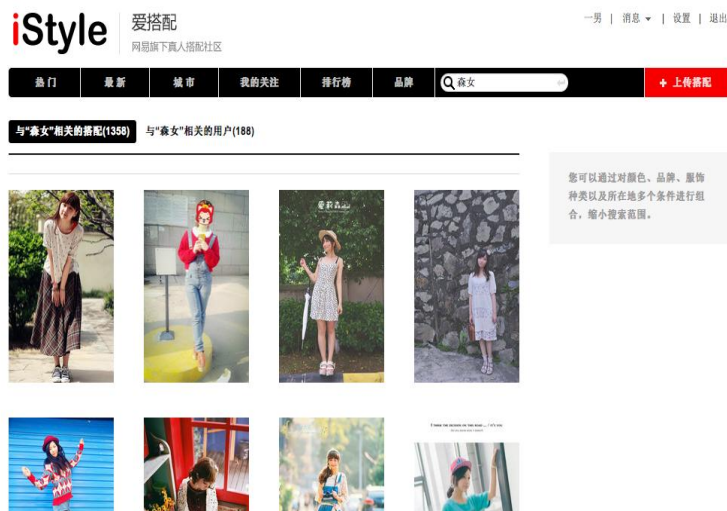 iStyle 爱搭配
网易旗下真人搭配社区
一男 | 消息 | 设置 | 退出
热门 最新 城市 我的关注 排行榜 品牌 森女 + 上传搭配
与“森女”相关的搭配(1358) 与“森女”相关的用户(188)
您可以通过对颜色、品牌、服饰
种类以及所在地多个条件进行组
合，缩小搜索范围。